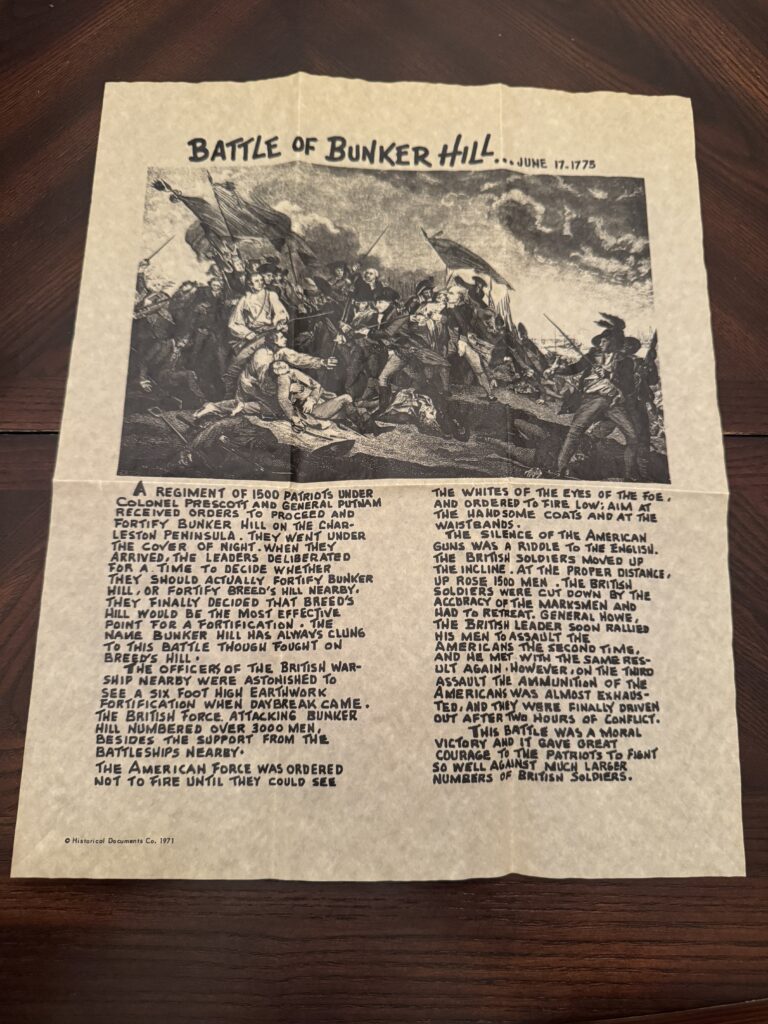 BATTLE OF BUNKER HILL...JUNE 17.1775
A REGIMENT OF 1500 PATRIOTS UNDER
COLONEL PRESCOTT AND GENERAL PUTNAM
RECEIVED ORDERS TO PROCEED AND
FORTIFY BUNKER HILL ON THE CHAR-
LESTON PENINSULA. THEY WENT UNDER
THE COVER OF NIGHT. WHEN THEY
ARRIVED, THE LEADERS DELIBERATED
FOR A TIME TO DECIDE WHETHER
THEY SHOULD ACTUALLY FORTIFY BUNKER
HILL, OR FORTIFY BREED'S HILL NEARBY.
THEY FINALLY DECIDED THAT BREED'S
HILL WOULD BE THE MOST EFFECTIVE
POINT FOR A FORTIFICATION. THE
NAME BUNKER HILL HAS ALWAYS CLUNG
TO THIS BATTLE THOUGH FOUGHT ON
BREED'S HILL.
THE OFFICERS OF THE BRITISH WAR-
SHIP NEARBY WERE ASTONISHED TO
SEE A SIX FOOT HIGH EARTHWORK
FORTIFICATION WHEN DAYBREAK CAME.
THE BRITISH FORCE ATTACKING BUNKER
HILL NUMBERED OVER 3000 MEN,
BESIDES THE SUPPORT FROM THE
BATTLESHIPS NEARBY.
THE AMERICAN FORCE WAS ORDERED
NOT TO FIRE UNTIL THEY COULD SEE
THE WHITES OF THE EYES OF THE FOE,
AND ORDERED TO FIRE LOW; AIM AT
THE HANDSOME COATS AND AT THE
WAISTBANDS.
THE SILENCE OF THE AMERICAN
GUNS WAS A RIDDLE TO THE ENGLISH.
THE BRITISH SOLDIERS MOVED UP
THE INCLINE. AT THE PROPER DISTANCE,
UP ROSE 1500 MEN. THE BRITISH
SOLDIERS WERE CUT DOWN BY THE
ACCURACY OF THE MARKSMEN AND
HAD TO RETREAT. GENERAL HOWE,
THE BRITISH LEADER SOON RALLIED
HIS MEN TO ASSAULT THE
AMERICANS THE SECOND TIME,
AND HE MET WITH THE SAME RES-
ULT AGAIN. HOWEVER, ON THE THIRD
ASSAULT THE AMMUNITION OF THE
AMERICANS WAS ALMOST EXHAUS-
TED, AND THEY WERE FINALLY DRIVEN
OUT AFTER TWO HOURS OF CONFLICT.
THIS BATTLE WAS A MORAL
VICTORY AND IT GAVE GREAT
COURAGE TO THE PATRIOTS TO FIGHT
SO WELL AGAINST MUCH LARGER
NUMBERS OF BRITISH SOLDIERS.
© Historical Documents Co. 1971